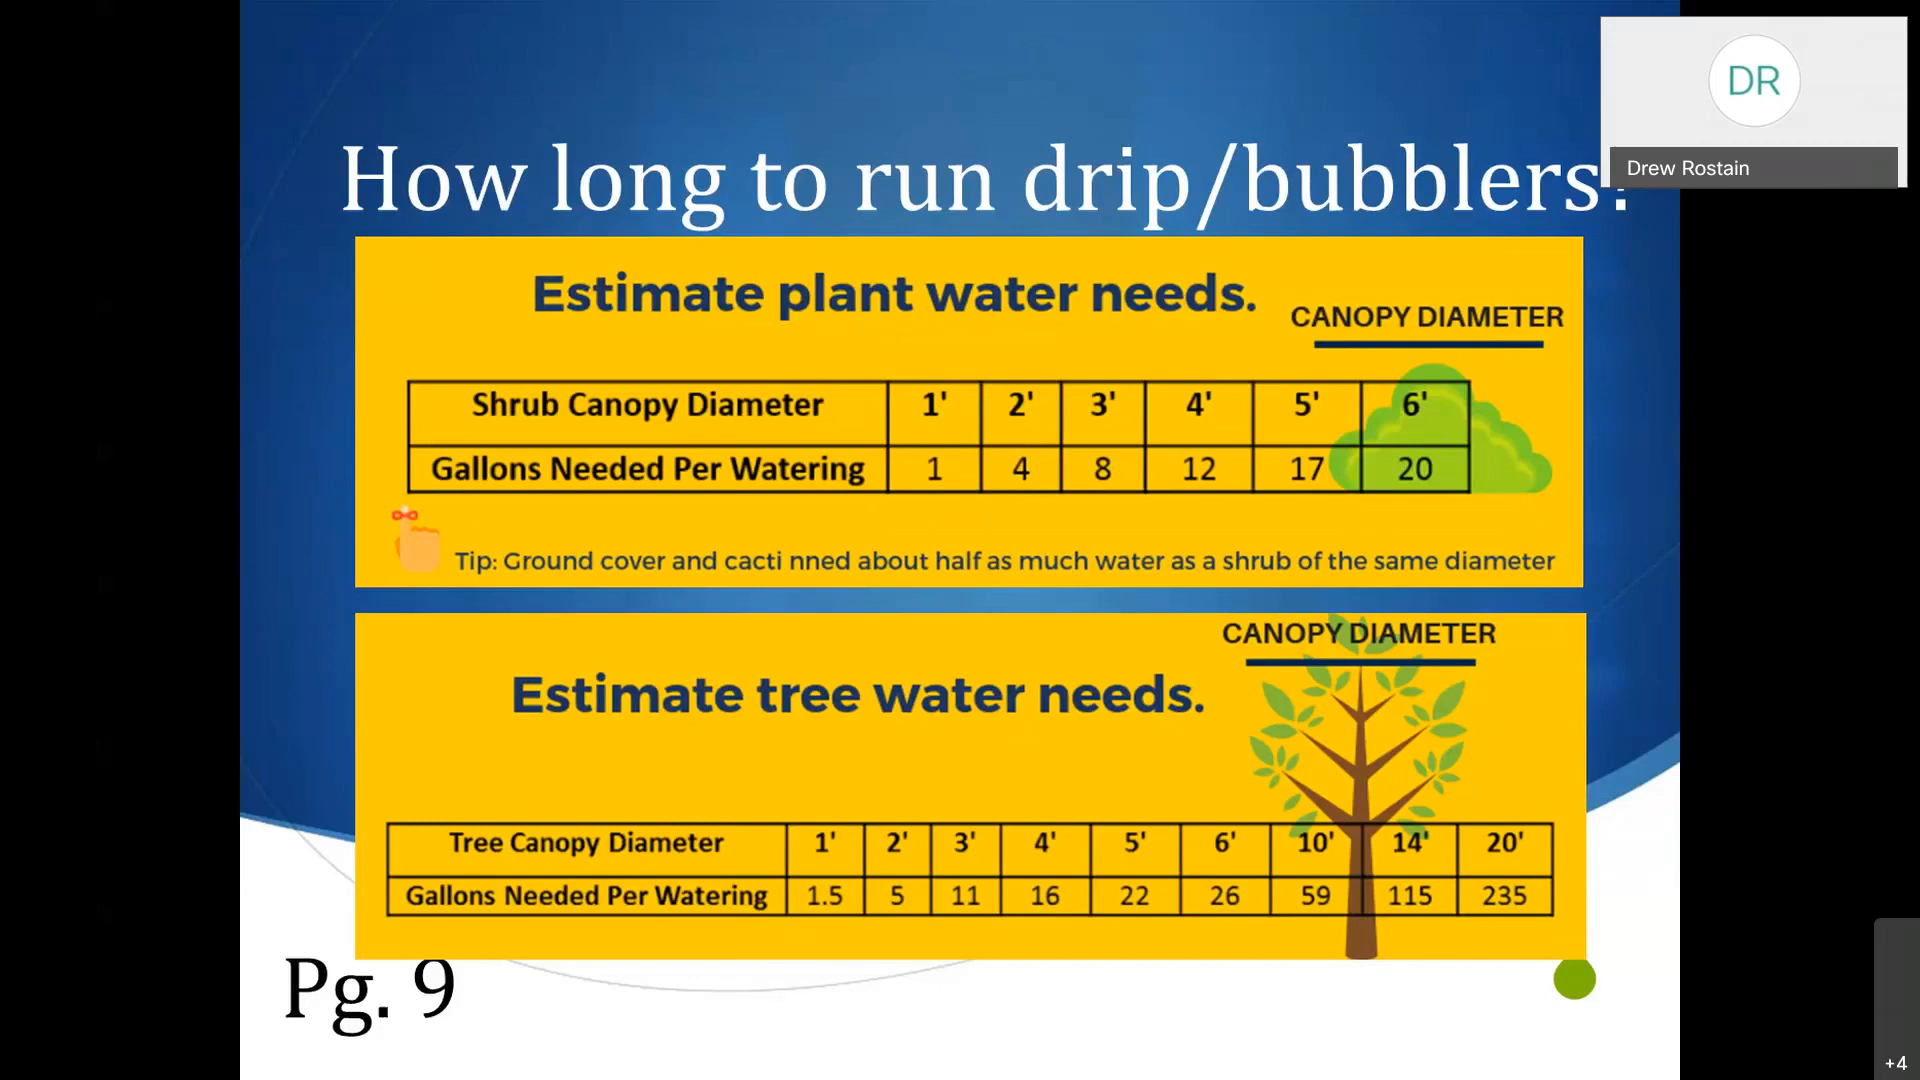 How long to run drip/bubblers?
DR
Drew Rostain
Estimate plant water needs.
CANOPY DIAMETER
Shrub Canopy Diameter 1' 2' 3' 4' 5' 6'
Gallons Needed Per Watering 1 4 8 12 17 20
Tip: Ground cover and cacti nned about half as much water as a shrub of the same diameter
CANOPY DIAMETER
Estimate tree water needs.
Tree Canopy Diameter 1' 2' 3' 4' 5' 6' 10' 14' 20'
Gallons Needed Per Watering 1.5 5 11 16 22 26 59 115 235
Pg. 9
+4